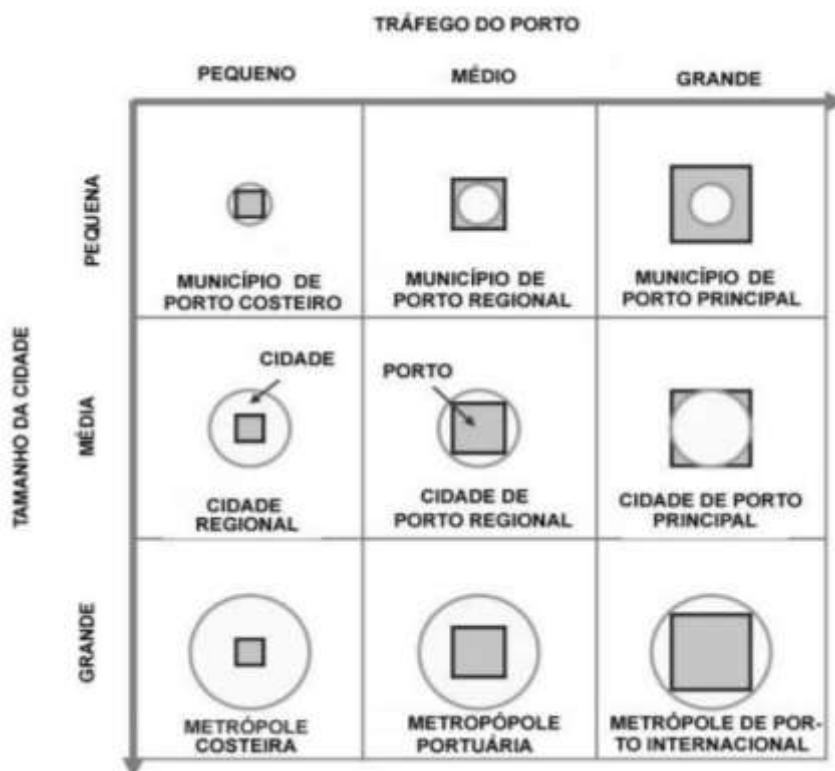 TRÁFEGO DO PORTO
PEQUENO
MÉDIO
GRANDE
TAMANHO DA CIDADE
PEQUENA
MUNICÍPIO DE
PORTO COSTEIRO
MUNICÍPIO DE
PORTO REGIONAL
MUNICÍPIO DE
PORTO PRINCIPAL
MÉDIA
CIDADE
CIDADE
REGIONAL
PORTO
CIDADE DE
PORTO REGIONAL
CIDADE DE PORTO
PRINCIPAL
GRANDE
METRÓPOLE
COSTEIRA
METROPÓPOLE
PORTUÁRIA
METRÓPOLE DE POR-
TO INTERNACIONAL